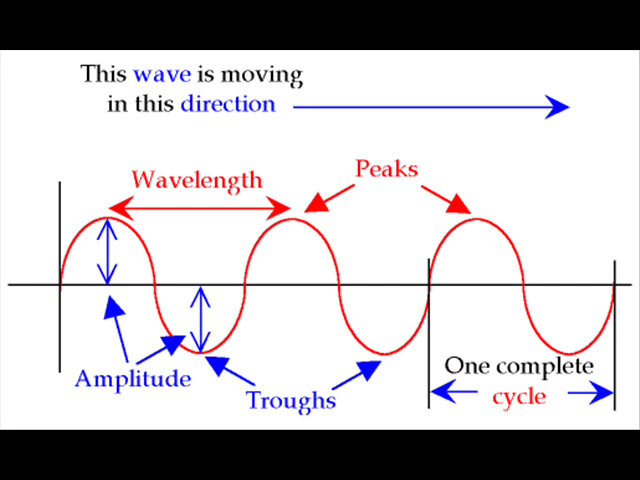 This wave is moving
in this direction
Wavelength
Peaks
Amplitude
Troughs
One complete
cycle